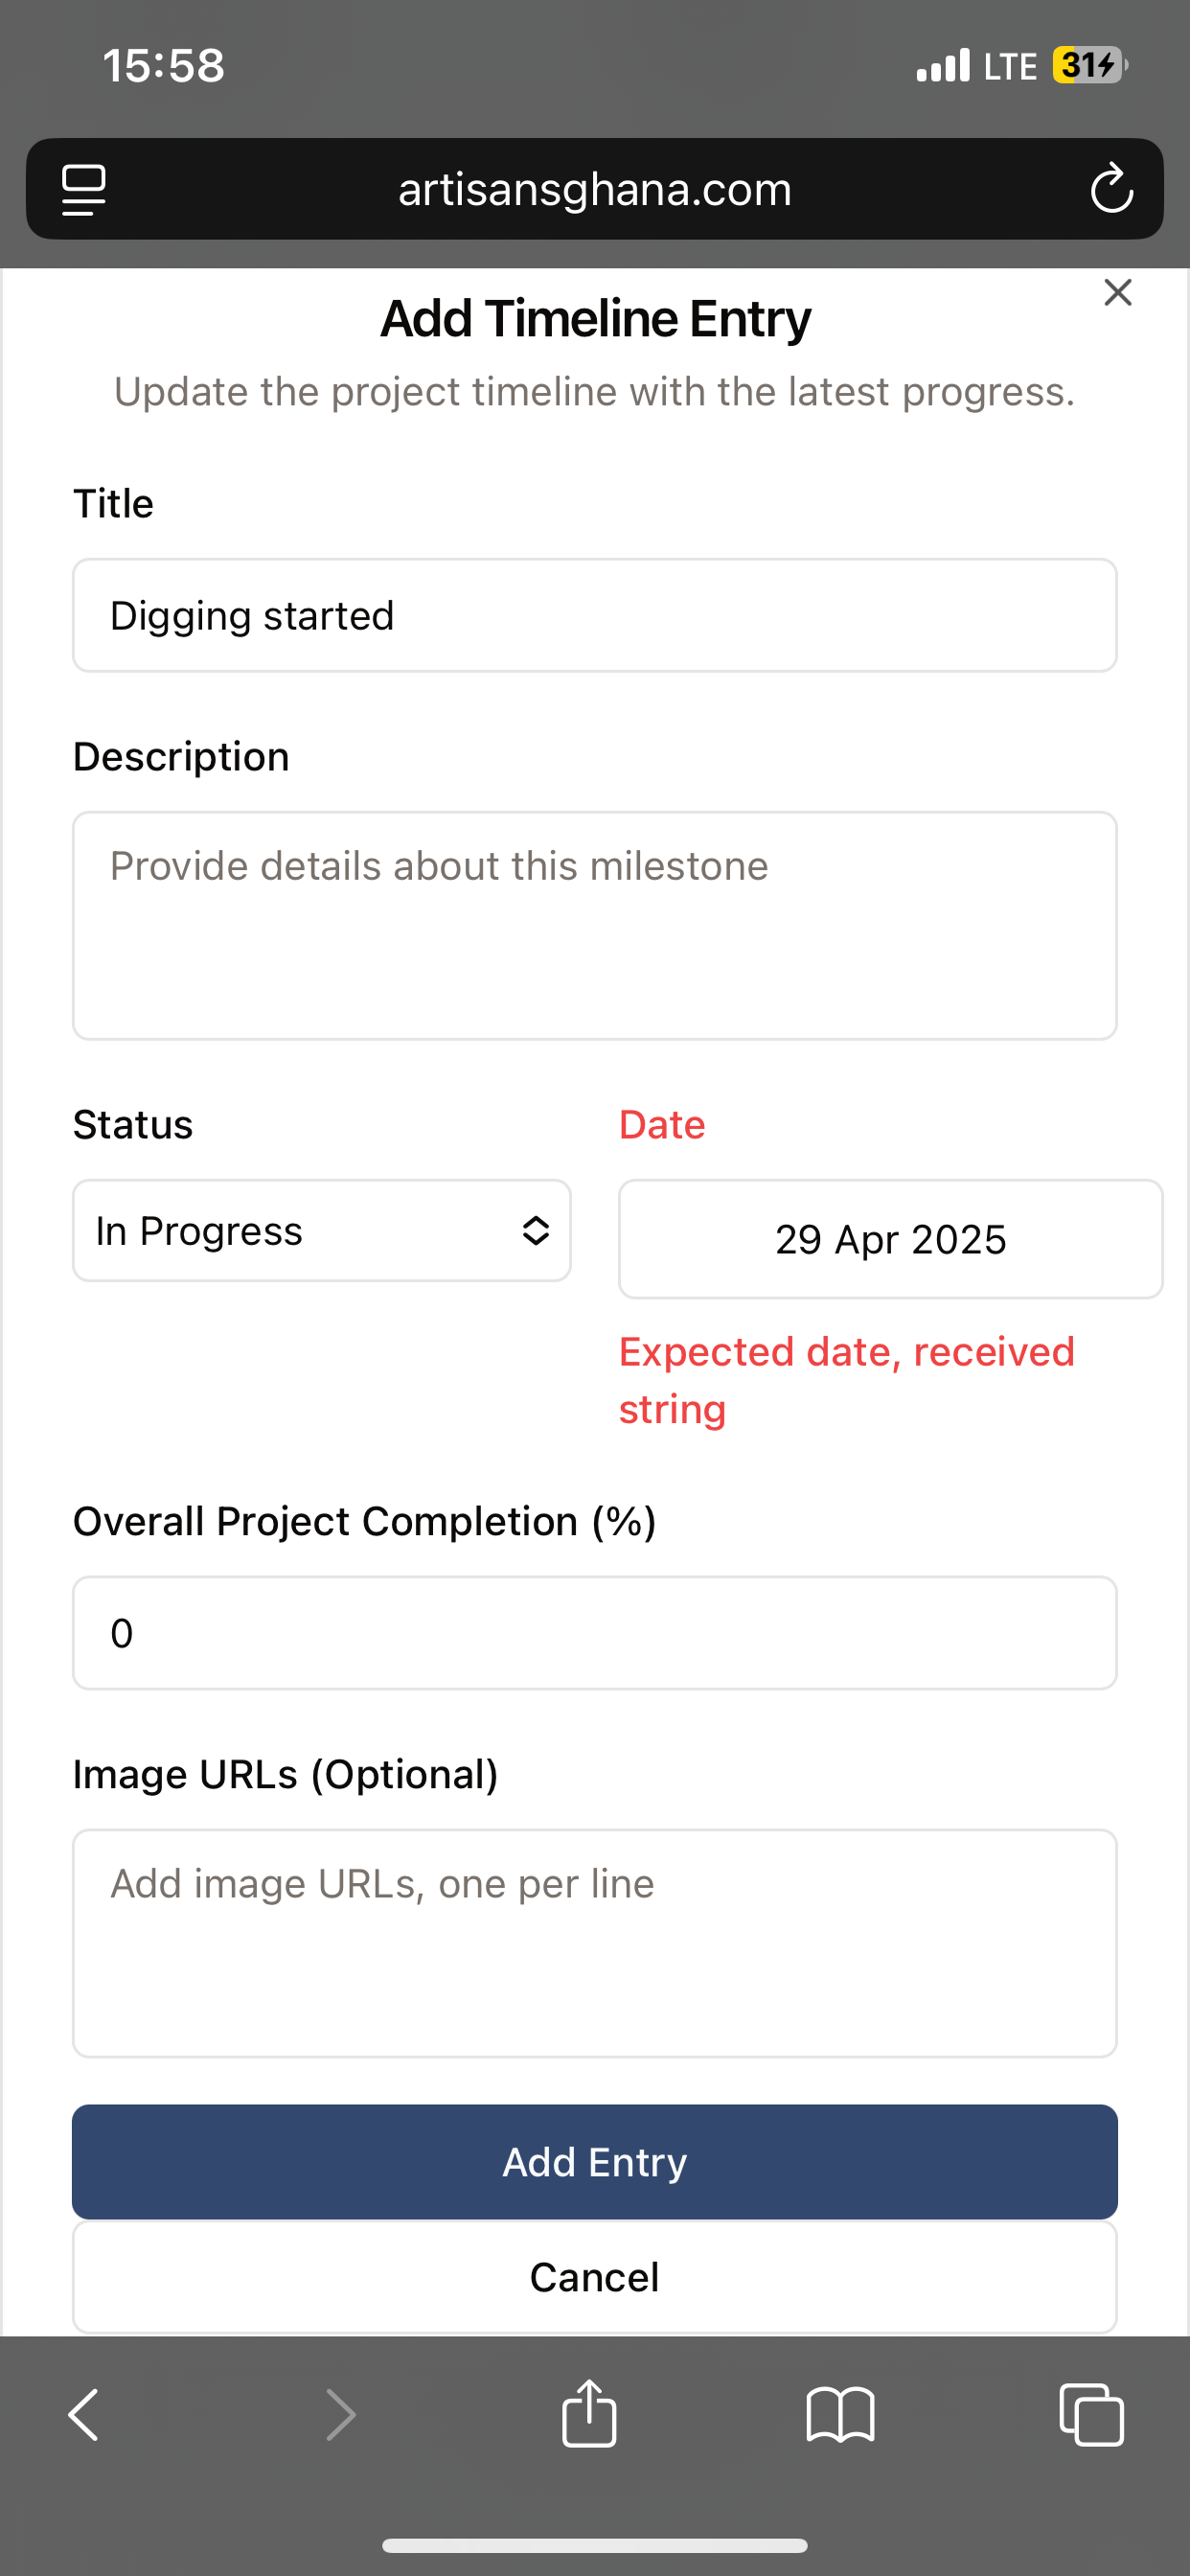 15:58
LTE
31
artisansghana.com
Add Timeline Entry
Update the project timeline with the latest progress.
Title
Digging started
Description
Provide details about this milestone
Status
Date
In Progress
29 Apr 2025
Expected date, received
string
Overall Project Completion (%)
0
Image URLs (Optional)
Add image URLs, one per line
Add Entry
Cancel